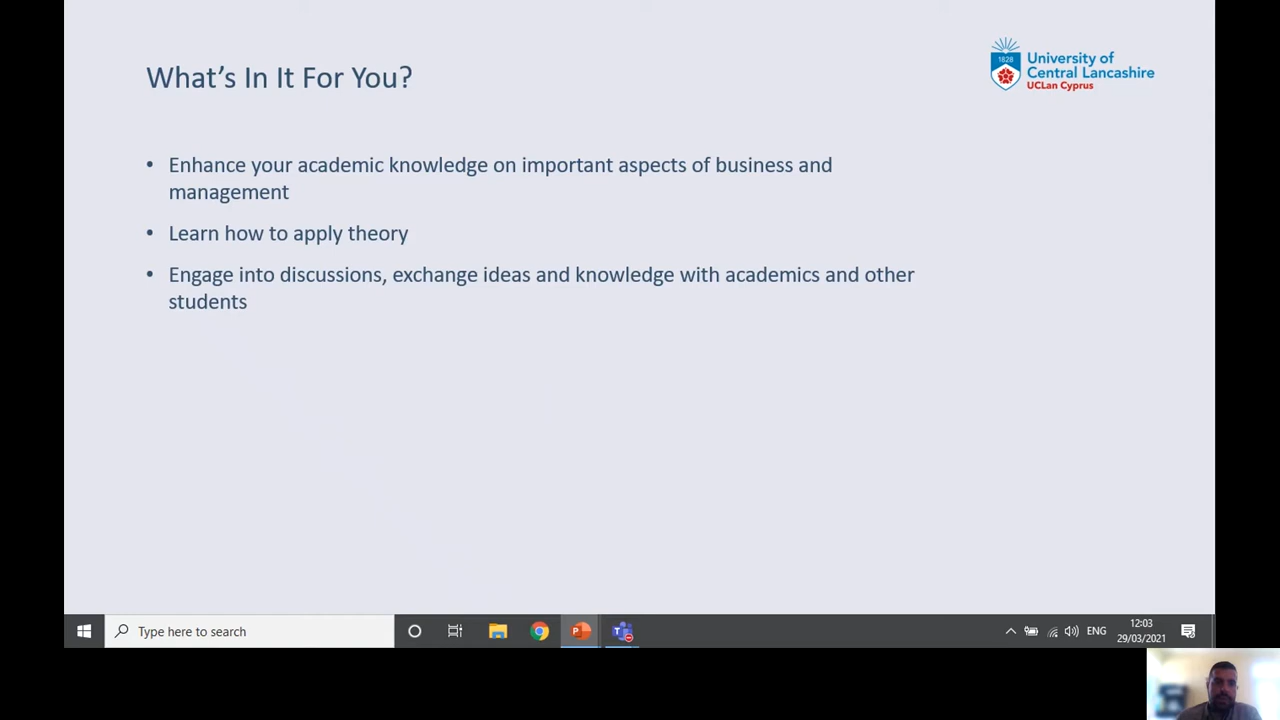 What's In It For You?
1828
University of
Central Lancashire
UCLan Cyprus
• Enhance your academic knowledge on important aspects of business and
management
• Learn how to apply theory
• Engage into discussions, exchange ideas and knowledge with academics and other
students
Type here to search
ENG
12:03
29/03/2021